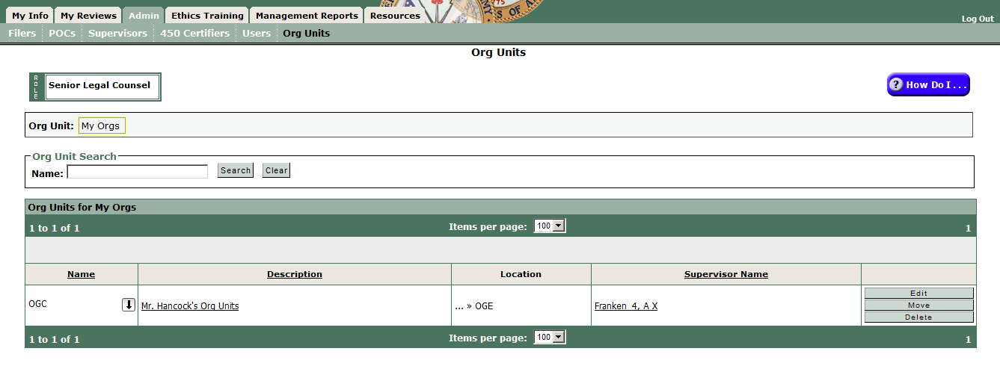 My Info My Reviews Admin Ethics Training Management Reports Resources
Log Out
Filers POCs Supervisors 450 Certifiers Users Org Units
Org Units
ROLE Senior Legal Counsel
? How Do I . . .
Org Unit: My Orgs
Org Unit Search
Name: Search Clear
Org Units for My Orgs
1 to 1 of 1 Items per page: 100 1
Name Description Location Supervisor Name
OGC Mr. Hancock's Org Units ... » OGE Franken_4, A X
Edit
Move
Delete
1 to 1 of 1 Items per page: 100 1